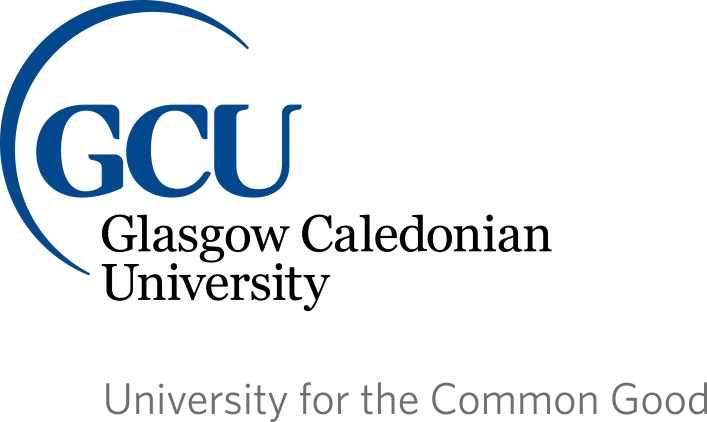 GCU
Glasgow Caledonian
University
University for the Common Good